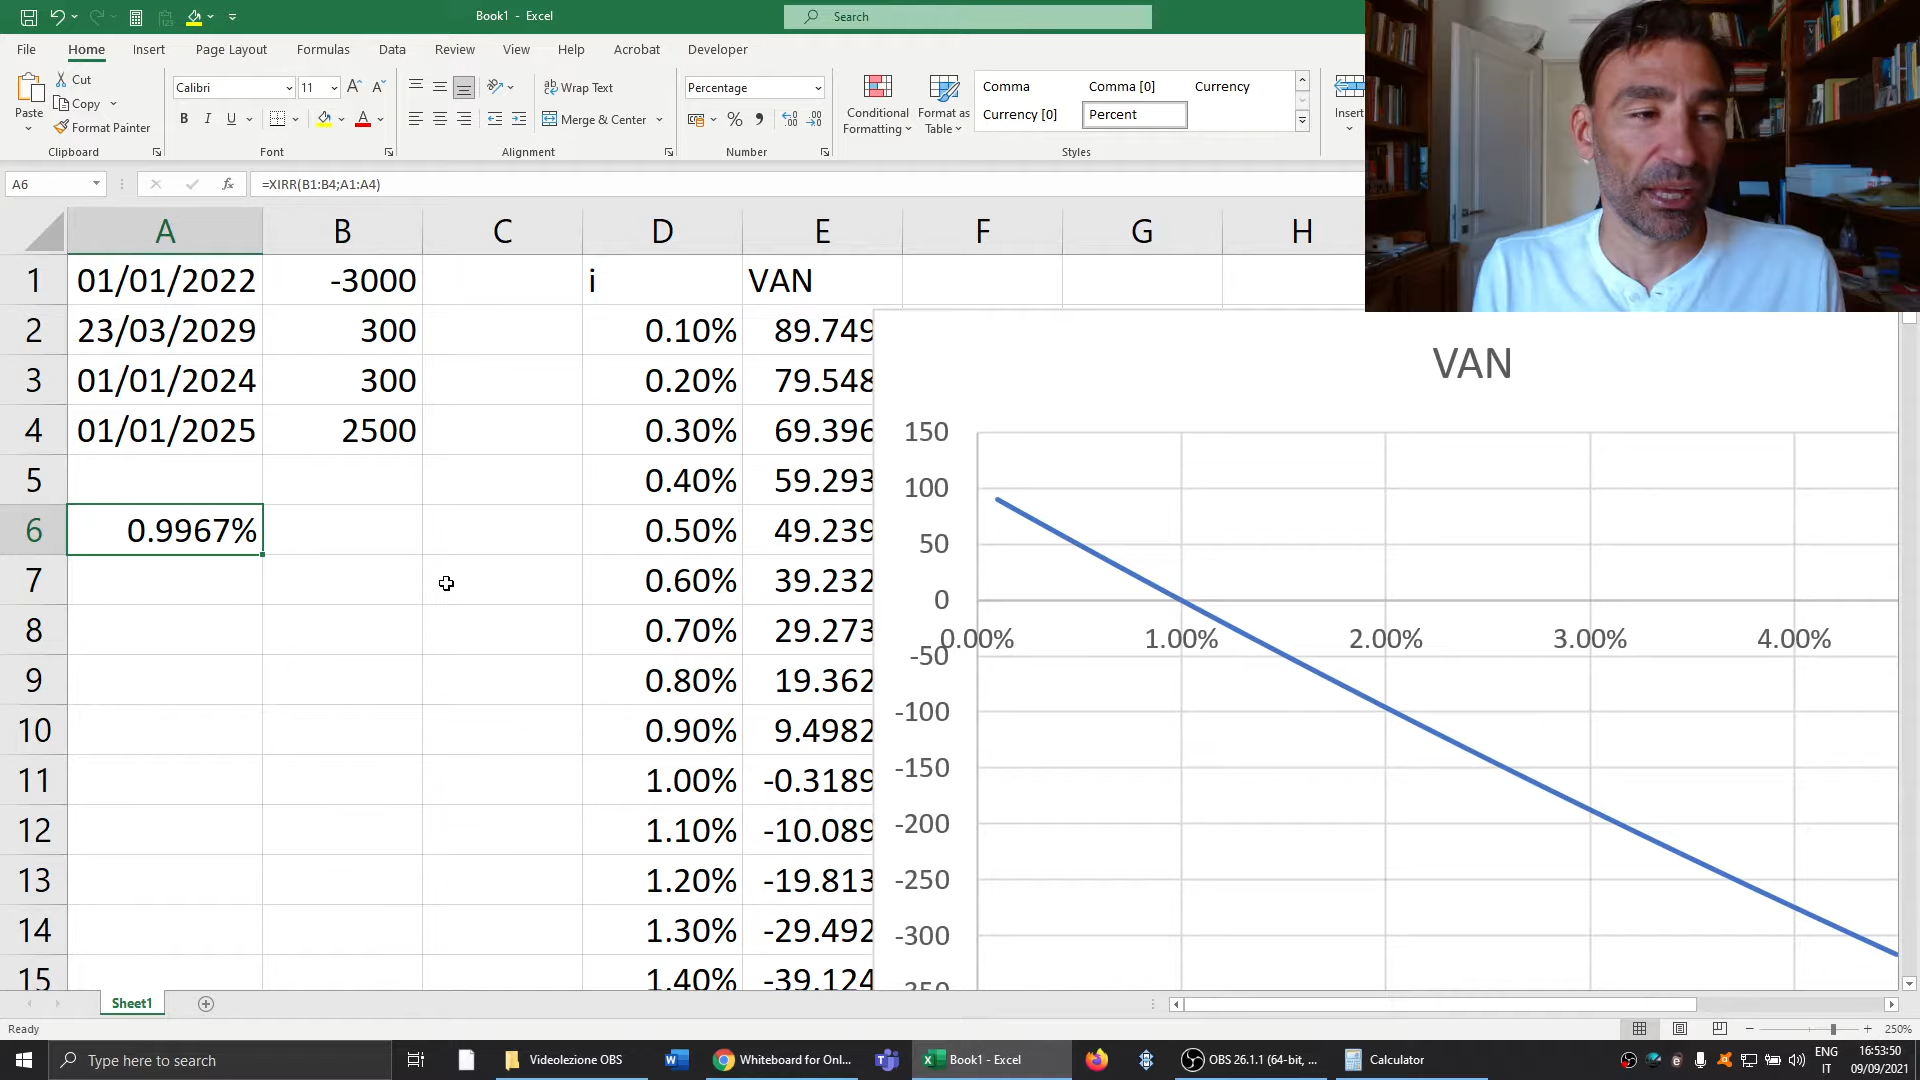 Book1 - Excel
Search
File Home Insert Page Layout Formulas Data Review View Help Acrobat Developer
Paste
Cut
Copy
Format Painter
Clipboard
Calibri 11
B I U
Font
Wrap Text
Merge & Center
Alignment
Percentage
Number
Conditional Formatting
Format as Table
Comma Comma [0] Currency
Currency [0] Percent
Styles
Insert
A6 fx =XIRR(B1:B4;A1:A4)
A B C D E F G H
1 01/01/2022 -3000 i VAN
2 23/03/2029 300 0.10% 89.749
3 01/01/2024 300 0.20% 79.548
4 01/01/2025 2500 0.30% 69.396
5 0.40% 59.293
6 0.9967% 0.50% 49.239
7 0.60% 39.232
8 0.70% 29.273
9 0.80% 19.362
10 0.90% 9.4982
11 1.00% -0.3189
12 1.10% -10.089
13 1.20% -19.813
14 1.30% -29.492
15 1.40% -39.124
VAN
150
100
50
0
0.00% 1.00% 2.00% 3.00% 4.00%
-50
-100
-150
-200
-250
-300
Sheet1
Ready
250%
Type here to search
Videolezione OBS
Whiteboard for Onl...
Book1 - Excel
OBS 26.1.1 (64-bit, ...
Calculator
ENG
IT
16:53:50
09/09/2021